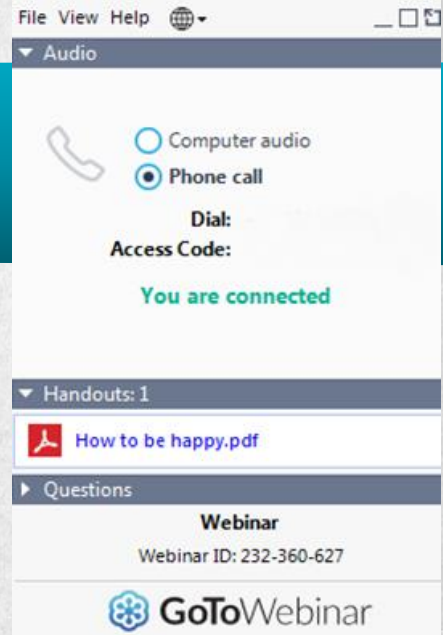 File View Help
Audio
Computer audio
Phone call
Dial:
Access Code:
You are connected
Handouts: 1
How to be happy.pdf
Questions
Webinar
Webinar ID: 232-360-627
GoToWebinar